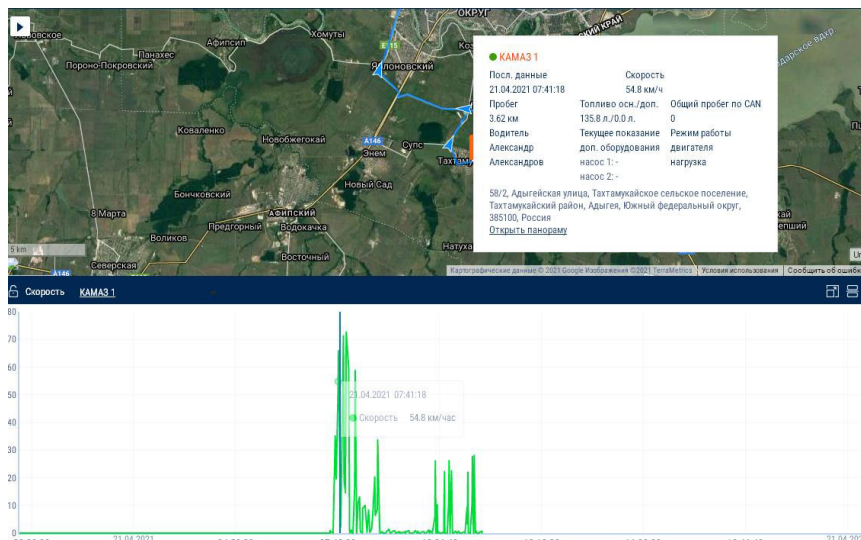 ОКРУГ
Хомуты
Афипсип
Е 115
Панахес
Пороно-Покровский
Яблоновский
Коваленко
Новобжегокай
А146
Энем
Супс
Новый Сад
Бончковский
8 Марта
АФИПСКИЙ
Предгорный
Водокачка
Воликов
Натуха
Восточный
5 km
Северская
А146
КАМАЗ 1
Посл. данные Скорость
21.04.2021 07:41:18 54.8 км/ч
Пробег Топливо осн./доп. Общий пробег по CAN
3.62 км 135.8 л./0.0 л. 0
Водитель Текущее показание Режим работы
Александр доп. оборудования двигателя
Александров насос 1: - нагрузка
насос 2: -
58/2, Адыгейская улица, Тахтамукайское сельское поселение,
Тахтамукайский район, Адыгея, Южный федеральный округ,
385100, Россия
Открыть панораму
Картографические данные © 2021 Google Изображения ©2021 TerraMetrics Условия использования Сообщить об ошибк
Скорость КАМАЗ 1
80
70
60
50
40
30
20
10
0
21.04.2021 07:41:18
Скорость 54.8 км/час
21.04.2021